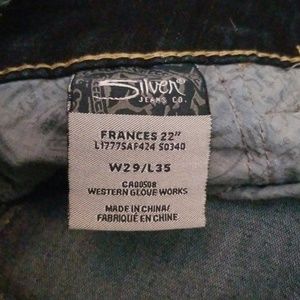 Silver®
JEANS CO.
FRANCES 22"
L1777SAF424 S0340
W29/L35
CA00508
WESTERN GLOVE WORKS
MADE IN CHINA/
FABRIQUÉ EN CHINE